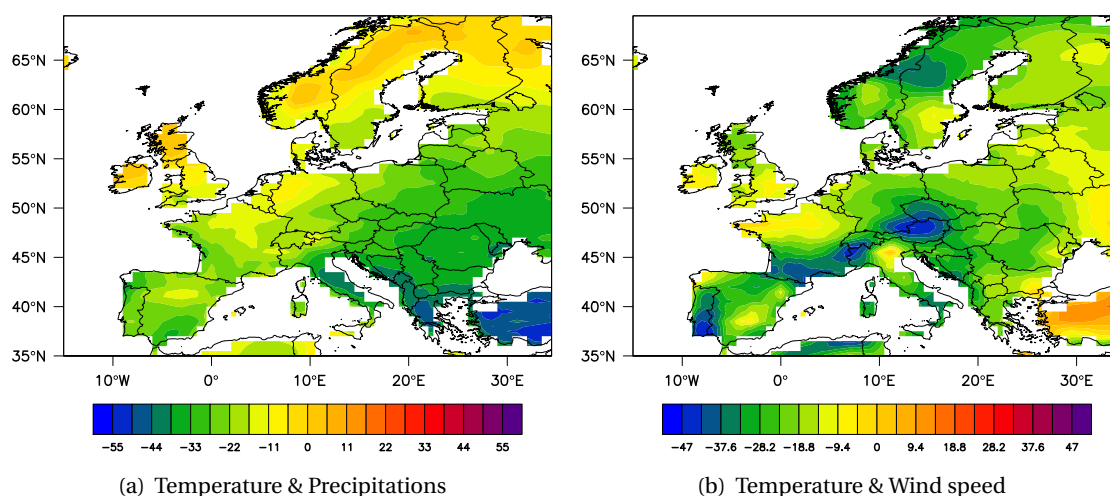 65°N 65°N
60°N 60°N
55°N 55°N
50°N 50°N
45°N 45°N
40°N 40°N
35°N 35°N
10°W 0° 10°E 20°E 30°E 10°W 0° 10°E 20°E 30°E
−55 −44 −33 −22 −11 0 11 22 33 44 55 −47 −37.6 −28.2 −18.8 −9.4 0 9.4 18.8 28.2 37.6 47
(a) Temperature & Precipitations (b) Temperature & Wind speed